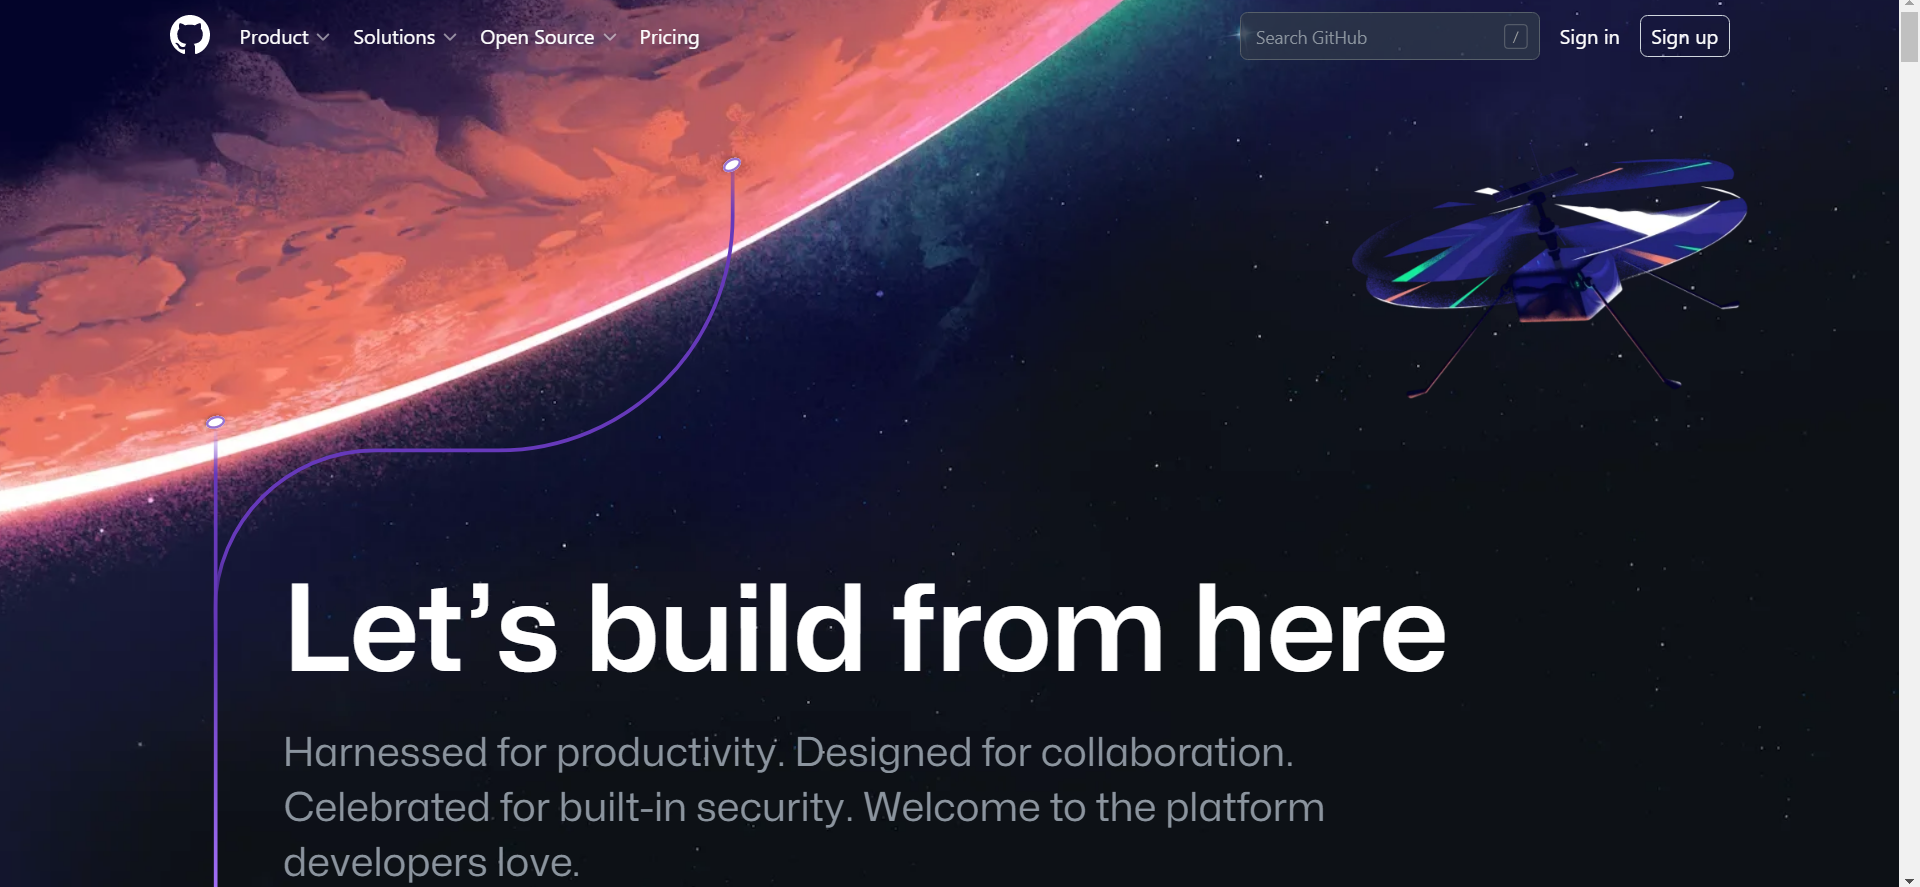 Product Solutions Open Source Pricing Search GitHub / Sign in Sign up
Let’s build from here
Harnessed for productivity. Designed for collaboration.
Celebrated for built-in security. Welcome to the platform
developers love.